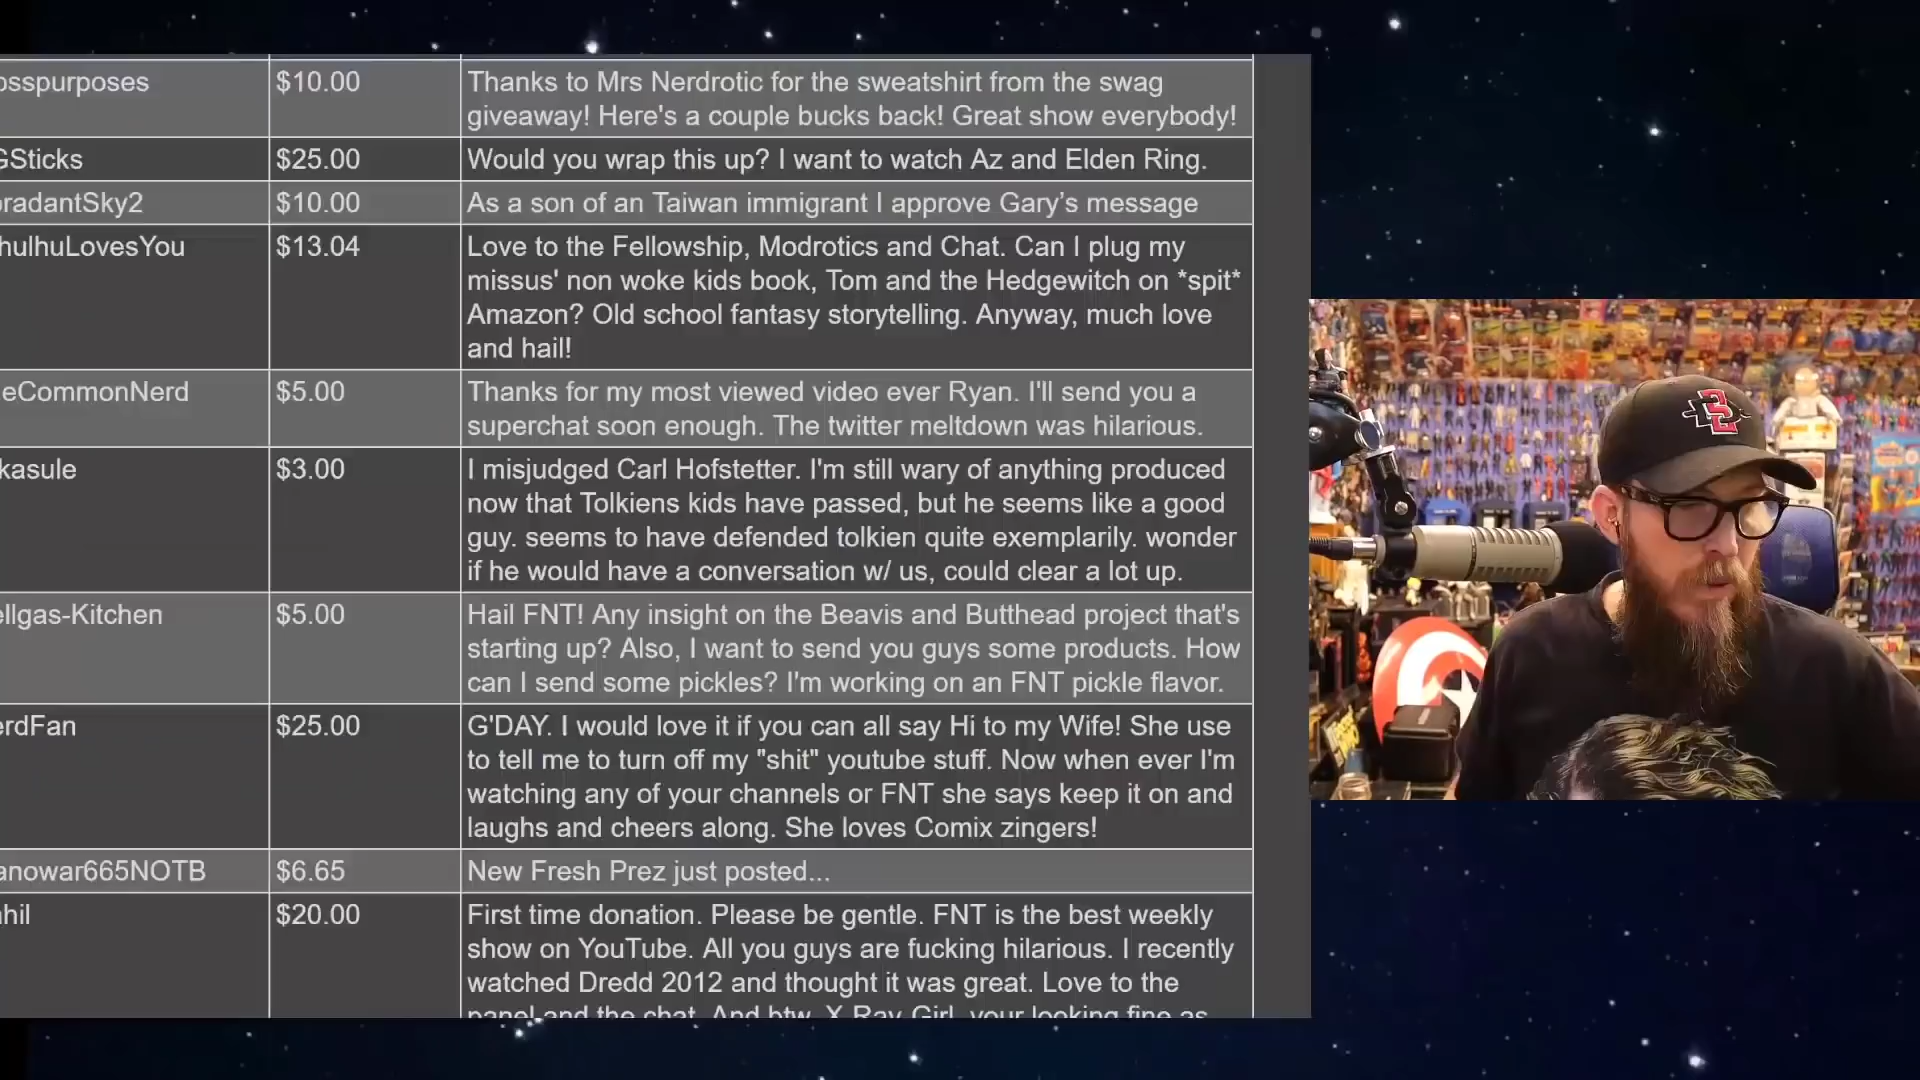 osspurposes $10.00 Thanks to Mrs Nerdrotic for the sweatshirt from the swag
giveaway! Here's a couple bucks back! Great show everybody!
GSticks $25.00 Would you wrap this up? I want to watch Az and Elden Ring.
oradantSky2 $10.00 As a son of an Taiwan immigrant I approve Gary's message
hulhuLovesYou $13.04 Love to the Fellowship, Modrotics and Chat. Can I plug my
missus' non woke kids book, Tom and the Hedgewitch on *spit*
Amazon? Old school fantasy storytelling. Anyway, much love
and hail!
eCommonNerd $5.00 Thanks for my most viewed video ever Ryan. I'll send you a
superchat soon enough. The twitter meltdown was hilarious.
kasule $3.00 I misjudged Carl Hofstetter. I'm still wary of anything produced
now that Tolkiens kids have passed, but he seems like a good
guy. seems to have defended tolkien quite exemplarily. wonder
if he would have a conversation w/ us, could clear a lot up.
ellgas-Kitchen $5.00 Hail FNT! Any insight on the Beavis and Butthead project that's
starting up? Also, I want to send you guys some products. How
can I send some pickles? I'm working on an FNT pickle flavor.
erdFan $25.00 G'DAY. I would love it if you can all say Hi to my Wife! She use
to tell me to turn off my "shit" youtube stuff. Now when ever I'm
watching any of your channels or FNT she says keep it on and
laughs and cheers along. She loves Comix zingers!
anowar665NOTB $6.65 New Fresh Prez just posted...
hil $20.00 First time donation. Please be gentle. FNT is the best weekly
show on YouTube. All you guys are fucking hilarious. I recently
watched Dredd 2012 and thought it was great. Love to the
panel and the chat. And btw, X-Ray Girl, your looking fine as